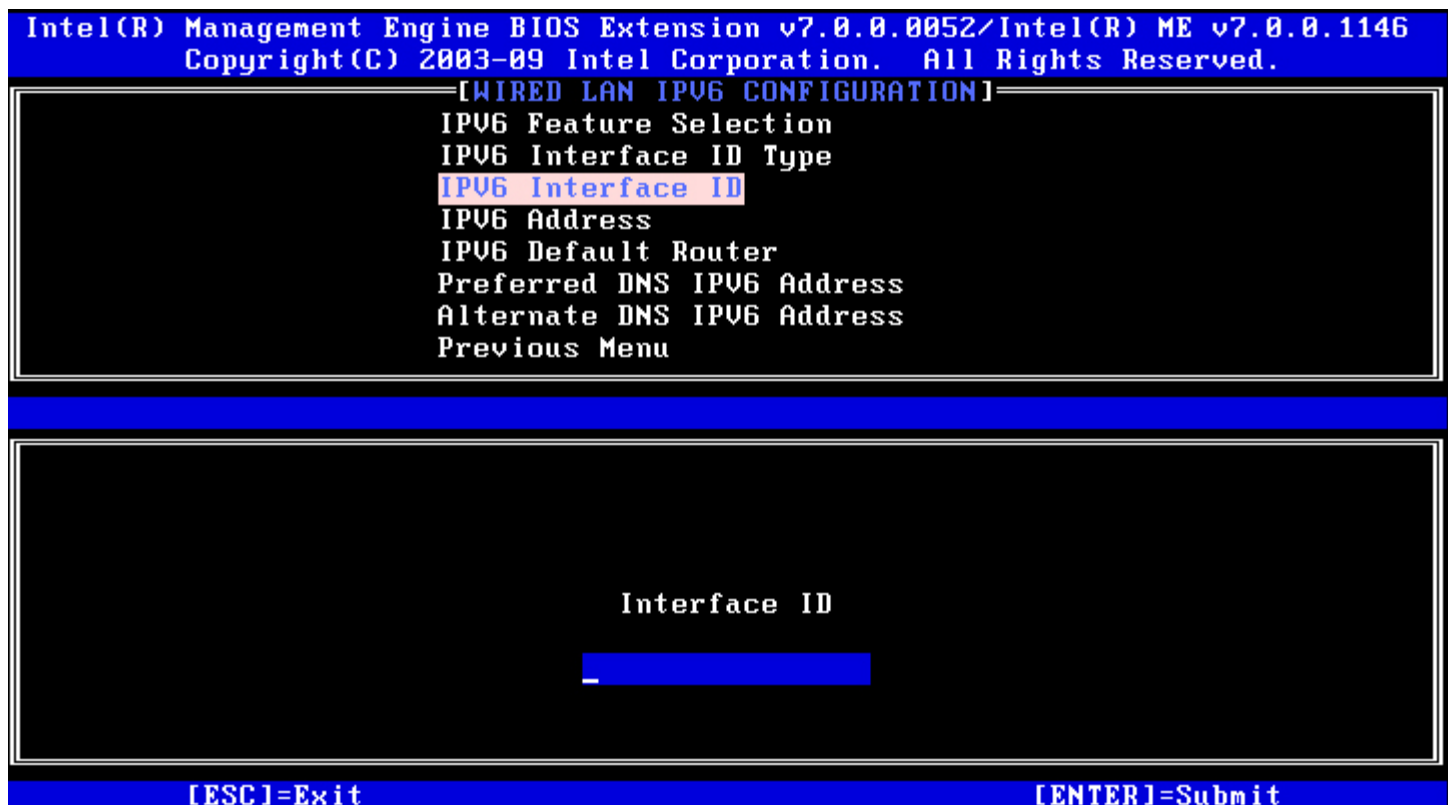 Intel(R) Management Engine BIOS Extension v7.0.0.0052/Intel(R) ME v7.0.0.1146
Copyright(C) 2003-09 Intel Corporation. All Rights Reserved.
[WIRED LAN IPV6 CONFIGURATION]
IPV6 Feature Selection
IPV6 Interface ID Type
IPV6 Interface ID
IPV6 Address
IPV6 Default Router
Preferred DNS IPV6 Address
Alternate DNS IPV6 Address
Previous Menu
Interface ID
_
[ESC]=Exit [ENTER]=Submit